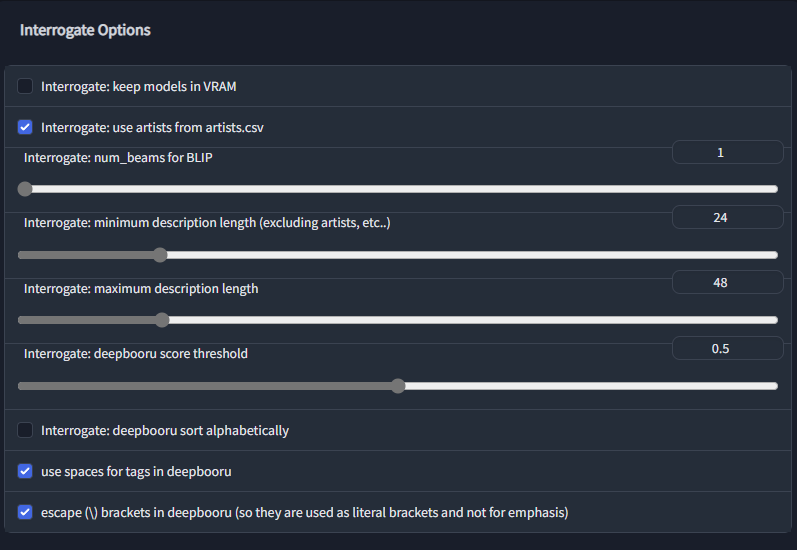 Interrogate Options
Interrogate: keep models in VRAM
Interrogate: use artists from artists.csv
Interrogate: num_beams for BLIP
1
Interrogate: minimum description length (excluding artists, etc..)
24
Interrogate: maximum description length
48
Interrogate: deepbooru score threshold
0.5
Interrogate: deepbooru sort alphabetically
use spaces for tags in deepbooru
escape (\) brackets in deepbooru (so they are used as literal brackets and not for emphasis)